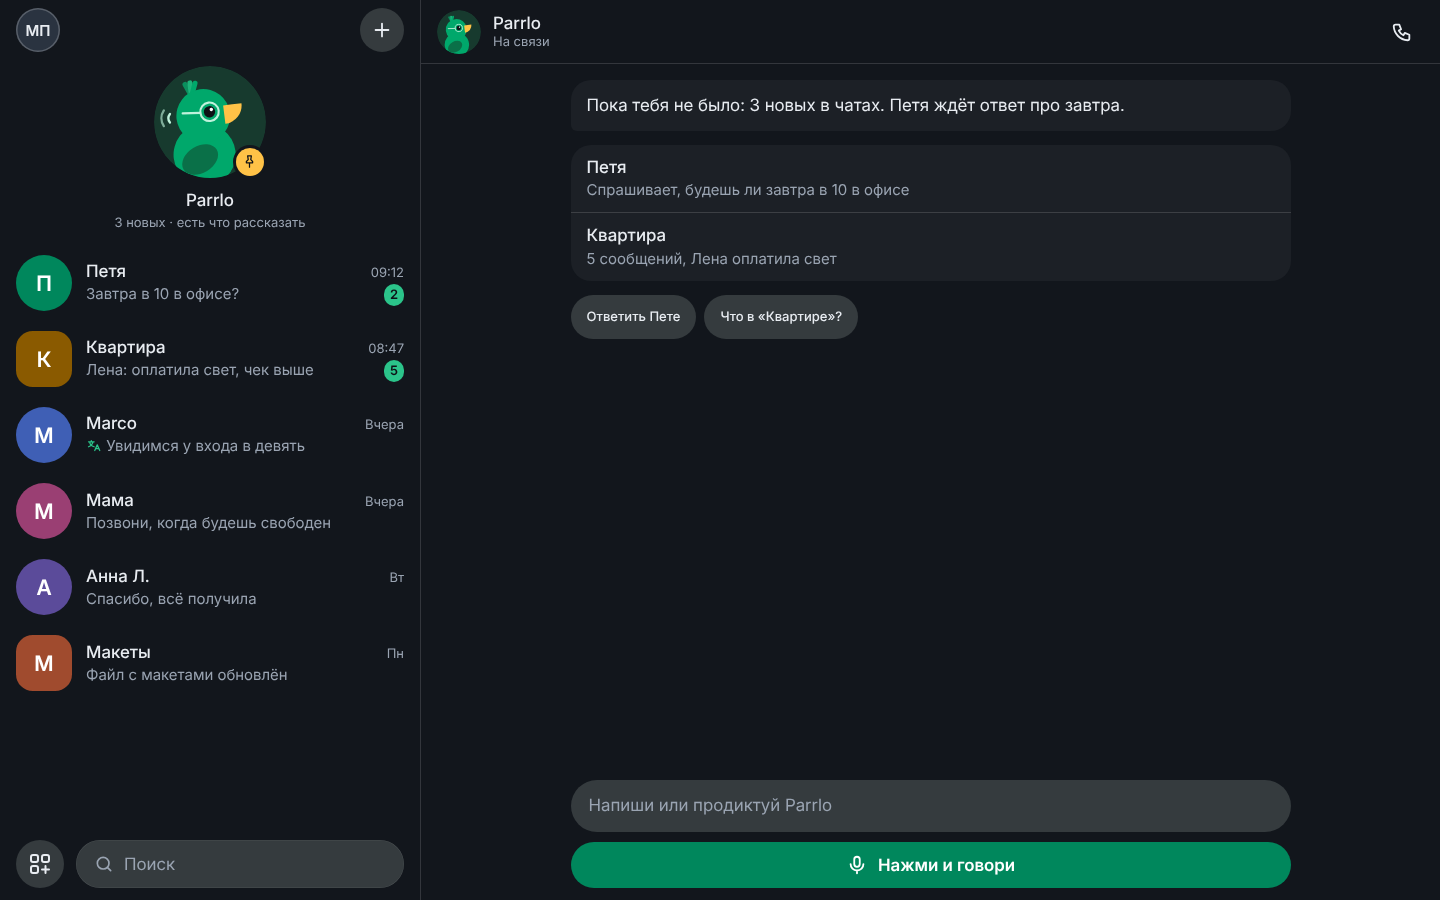 МП
Parrlo
3 новых · есть что рассказать
П
Петя
09:12
Завтра в 10 в офисе?
2
К
Квартира
08:47
Лена: оплатила свет, чек выше
5
M
Marco
Вчера
Увидимся у входа в девять
М
Мама
Вчера
Позвони, когда будешь свободен
А
Анна Л.
Вт
Спасибо, всё получила
М
Макеты
Пн
Файл с макетами обновлён
Поиск
Parrlo
На связи
Пока тебя не было: 3 новых в чатах. Петя ждёт ответ про завтра.
Петя
Спрашивает, будешь ли завтра в 10 в офисе
Квартира
5 сообщений, Лена оплатила свет
Ответить Пете
Что в «Квартире»?
Напиши или продиктуй Parrlo
Нажми и говори